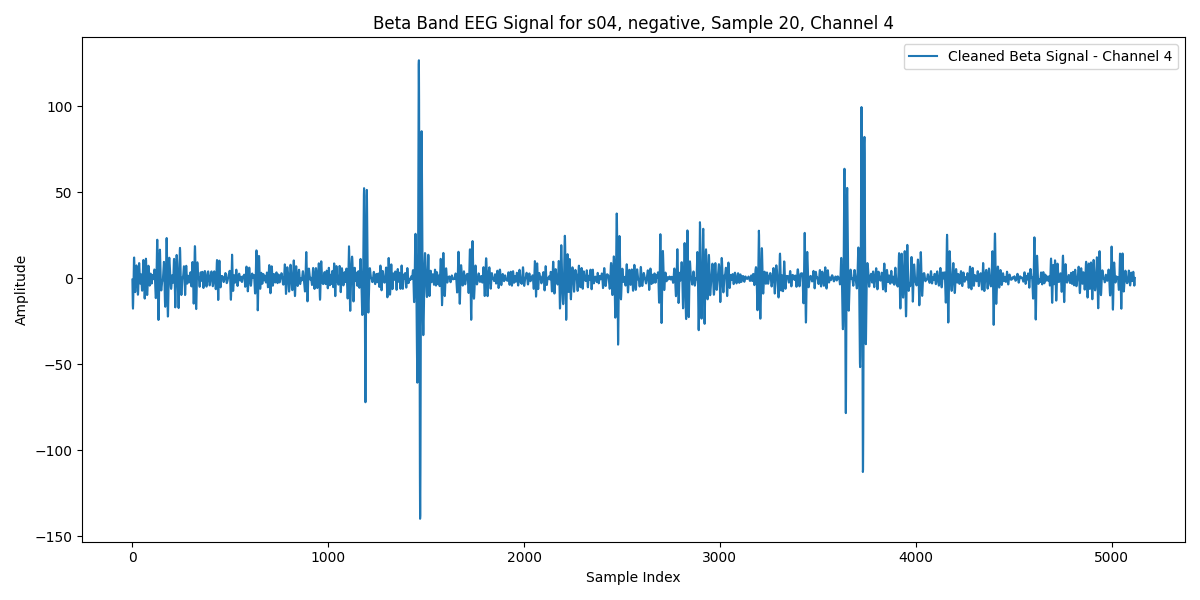 Beta Band EEG Signal for s04, negative, Sample 20, Channel 4
Cleaned Beta Signal - Channel 4
Amplitude
100
50
0
−50
−100
−150
0 1000 2000 3000 4000 5000
Sample Index